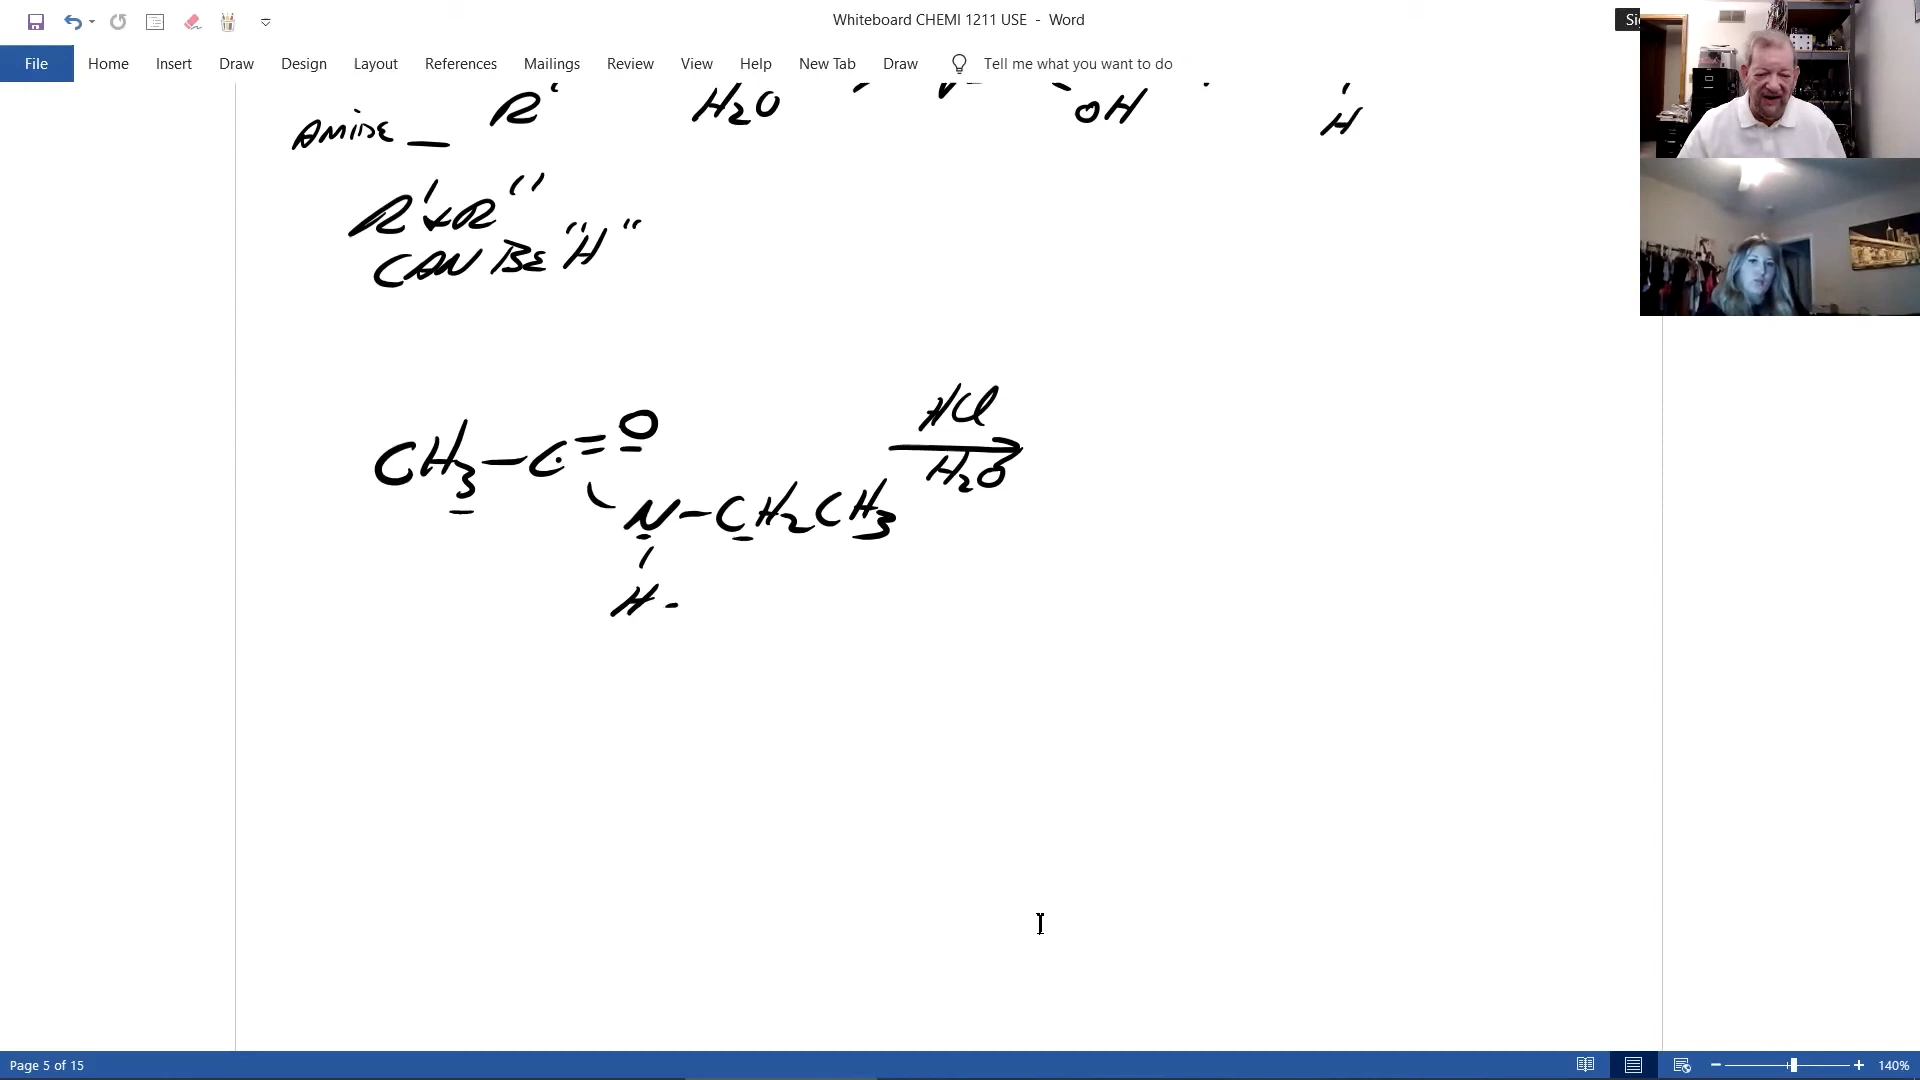 Whiteboard CHEMI 1211 USE - Word
Si
File Home Insert Draw Design Layout References Mailings Review View Help New Tab Draw Tell me what you want to do
AMIDE R' H2O OH H
R' & R''
CAN BE "H"
CH3-C=O
HCl
H2O
N-CH2CH3
H
Page 5 of 15
140%